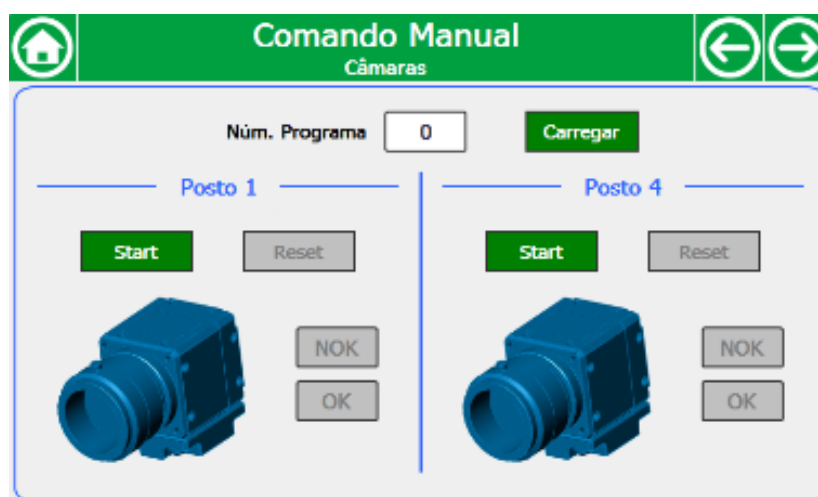 Comando Manual
Câmaras
Núm. Programa 0 Carregar
Posto 1 Posto 4
Start Reset Start Reset
NOK NOK
OK OK